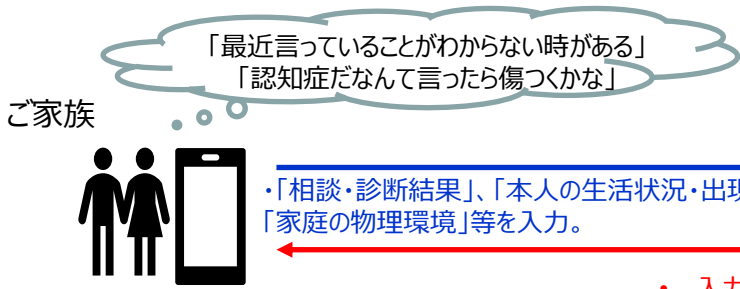 「最近言っていることがわからない時がある」
「認知症だなんて言ったら傷つくかな」
ご家族
・「相談・診断結果」、「本人の生活状況・出現
「家庭の物理環境」等を入力。
・ 入力